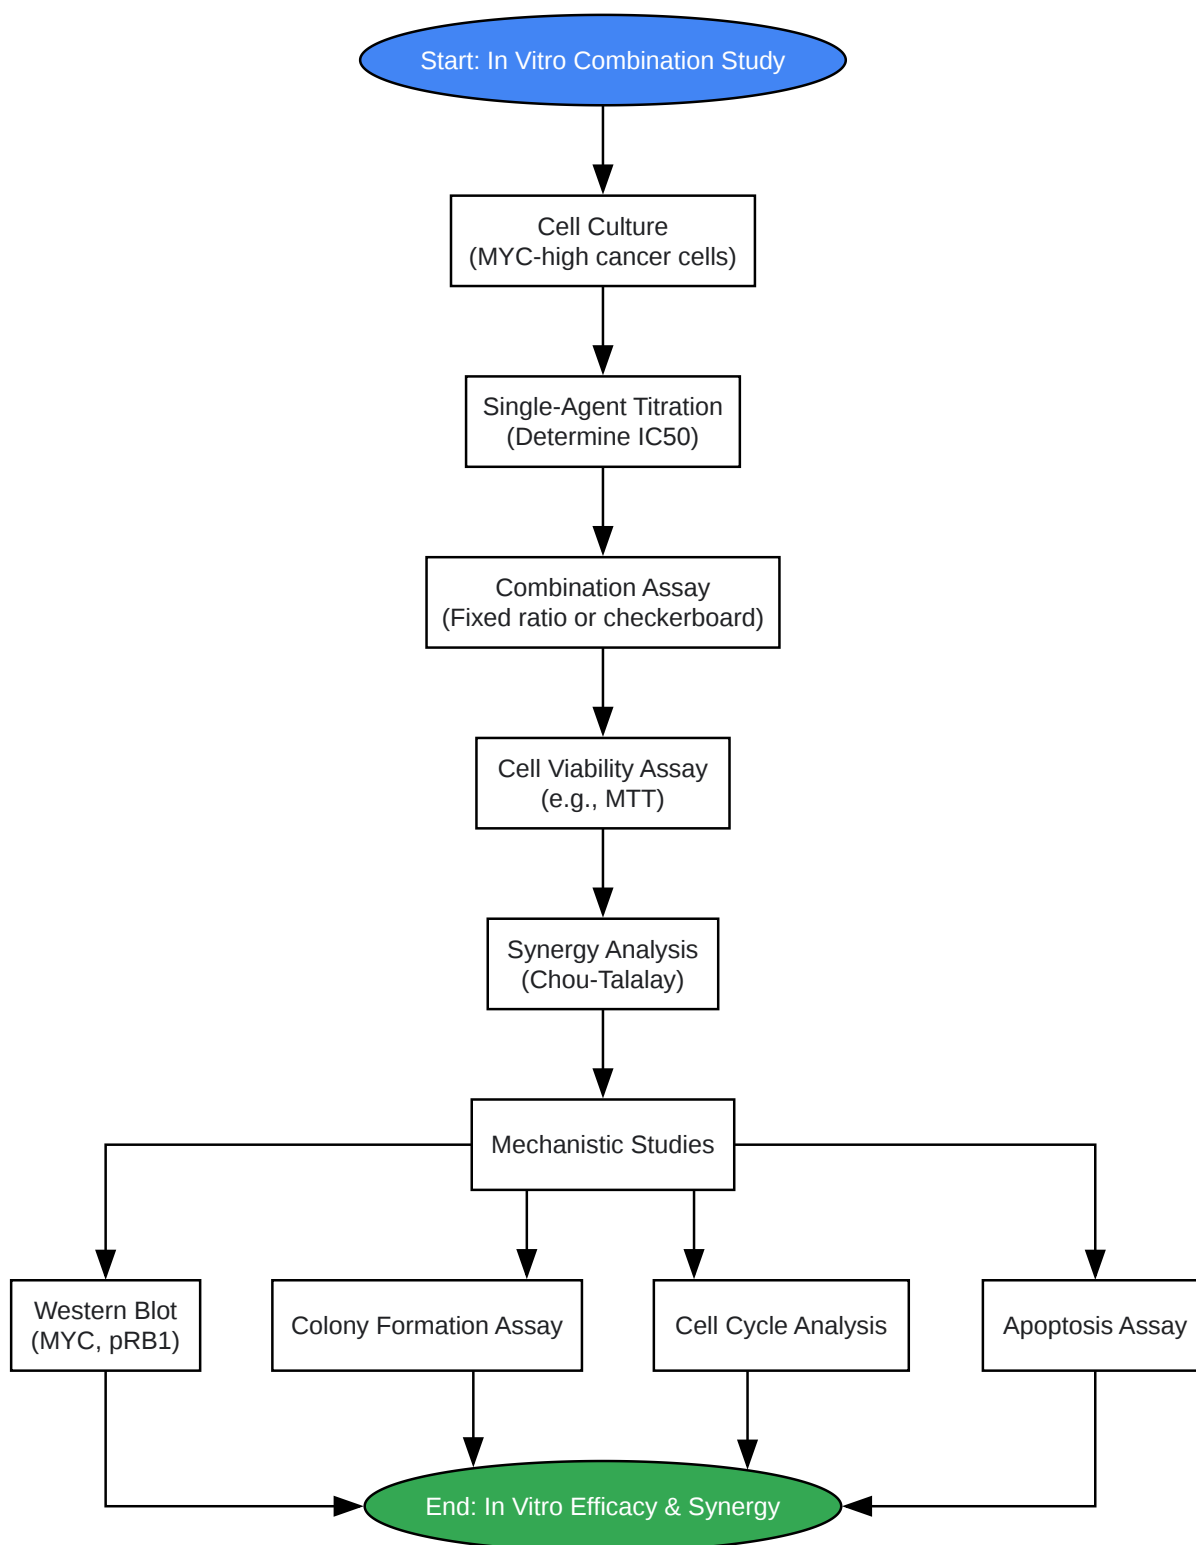 Start: In Vitro Combination Study
Cell Culture
(MYC-high cancer cells)
Single-Agent Titration
(Determine IC50)
Combination Assay
(Fixed ratio or checkerboard)
Cell Viability Assay
(e.g., MTT)
Synergy Analysis
(Chou-Talalay)
Mechanistic Studies
Western Blot
(MYC, pRB1)
Colony Formation Assay
Cell Cycle Analysis
Apoptosis Assay
End: In Vitro Efficacy & Synergy